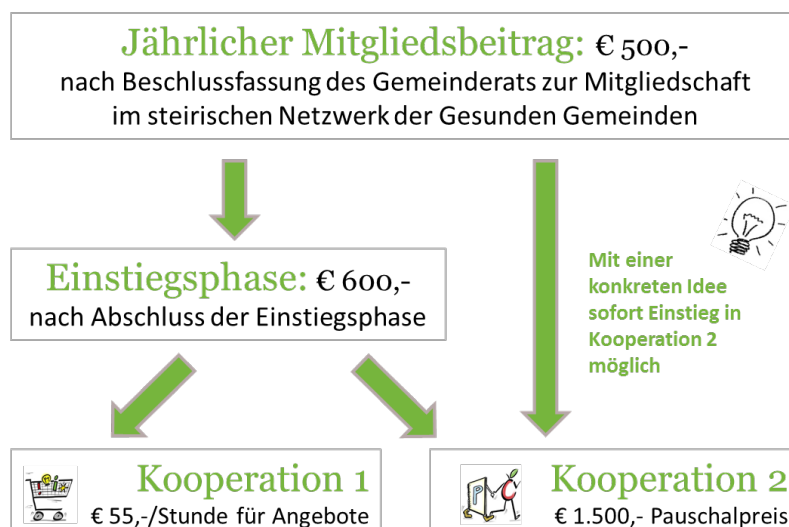 Jährlicher Mitgliedsbeitrag: € 500,-
nach Beschlussfassung des Gemeinderats zur Mitgliedschaft
im steirischen Netzwerk der Gesunden Gemeinden
Mit einer
konkreten Idee
sofort Einstieg in
Kooperation 2
möglich
Einstiegsphase: € 600,-
nach Abschluss der Einstiegsphase
Kooperation 1
€ 55,-/Stunde für Angebote
P
Kooperation 2
€ 1.500,- Pauschalpreis